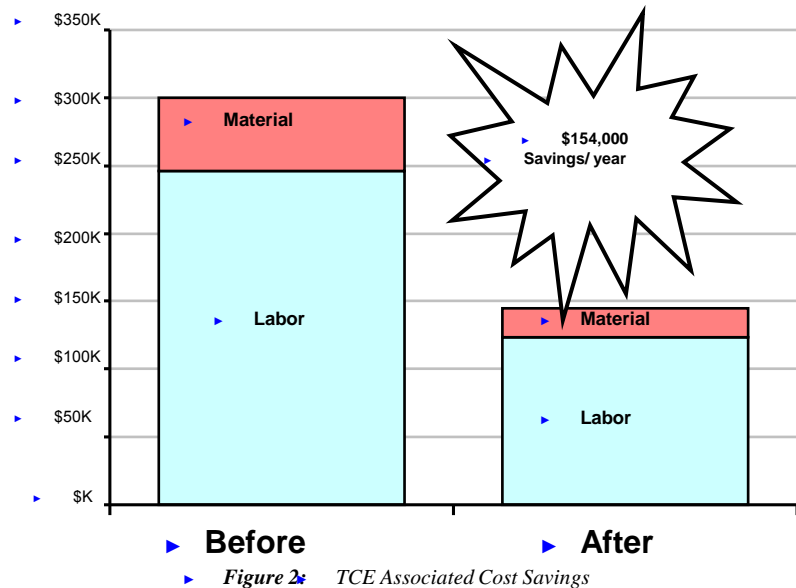 $350K
$300K
$250K
$200K
$150K
$100K
$50K
$K
Material
Labor
$154,000
Savings/ year
Material
Labor
Before
After
Figure 2: TCE Associated Cost Savings